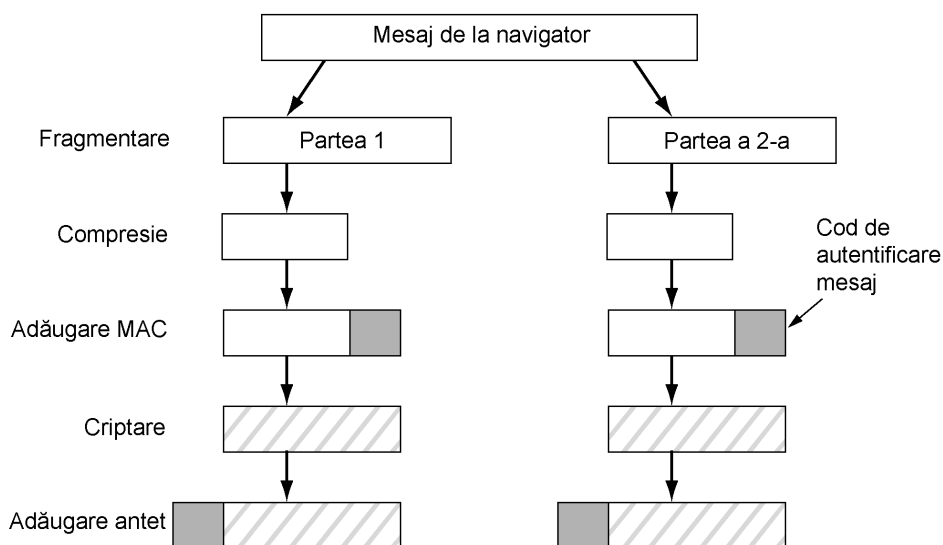 Mesaj de la navigator
Fragmentare
Partea 1
Partea a 2-a
Compresie
Cod de
autentificare
mesaj
Adăugare MAC
Criptare
Adăugare antet